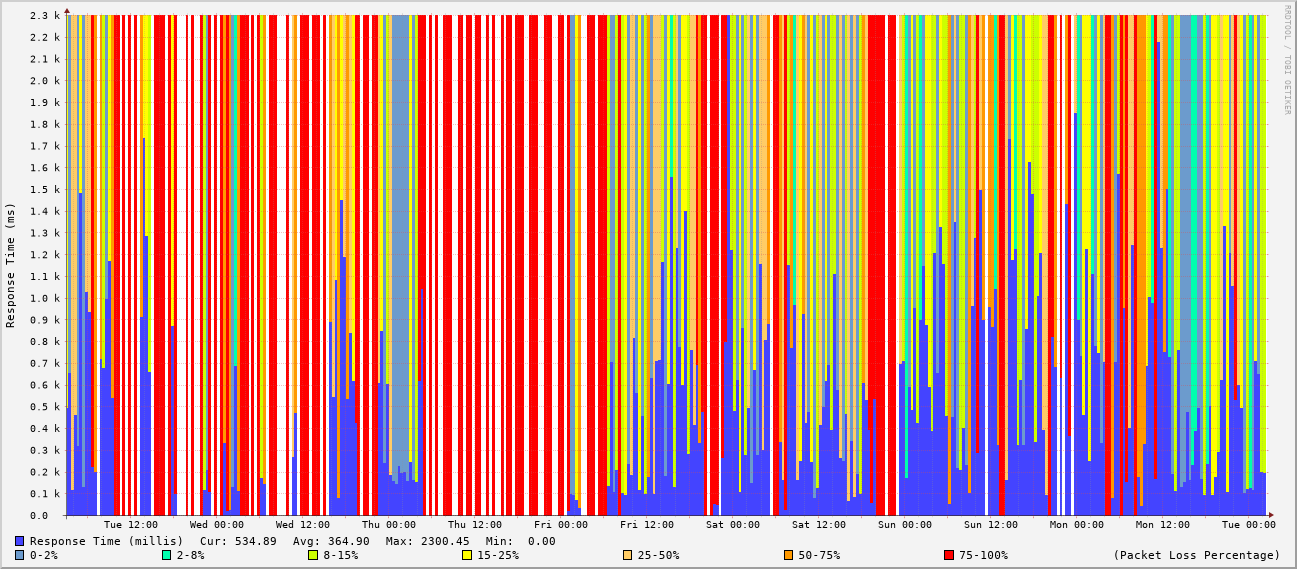 2.3 k
2.2 k
2.1 k
2.0 k
1.9 k
1.8 k
1.7 k
1.6 k
1.5 k
1.4 k
1.3 k
1.2 k
1.1 k
1.0 k
0.9 k
0.8 k
0.7 k
0.6 k
0.5 k
0.4 k
0.3 k
0.2 k
0.1 k
0.0
Response Time (ms)
RRDTOOL / TOBI OETIKER
Tue 12:00 Wed 00:00 Wed 12:00 Thu 00:00 Thu 12:00 Fri 00:00 Fri 12:00 Sat 00:00 Sat 12:00 Sun 00:00 Sun 12:00 Mon 00:00 Mon 12:00 Tue 00:00
Response Time (millis) Cur: 534.89 Avg: 364.90 Max: 2300.45 Min: 0.00
0-2% 2-8% 8-15% 15-25% 25-50% 50-75% 75-100% (Packet Loss Percentage)